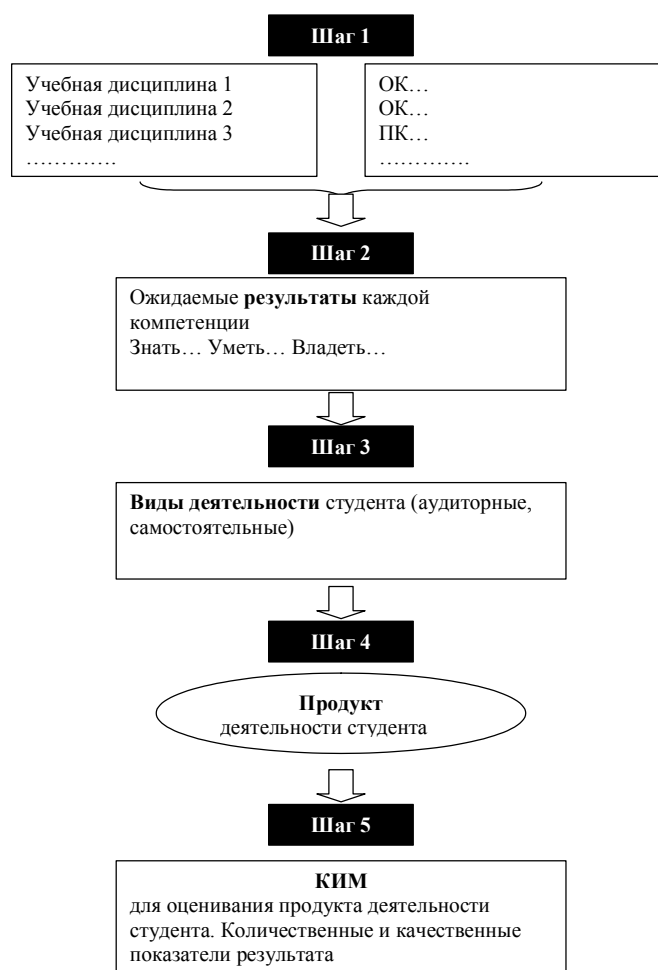 Шаг 1
Учебная дисциплина 1
Учебная дисциплина 2
Учебная дисциплина 3
………….
ОК…
ОК…
ПК…
………….
Шаг 2
Ожидаемые результаты каждой
компетенции
Знать… Уметь… Владеть…
Шаг 3
Виды деятельности студента (аудиторные,
самостоятельные)
Шаг 4
Продукт
деятельности студента
Шаг 5
КИМ
для оценивания продукта деятельности
студента. Количественные и качественные
показатели результата